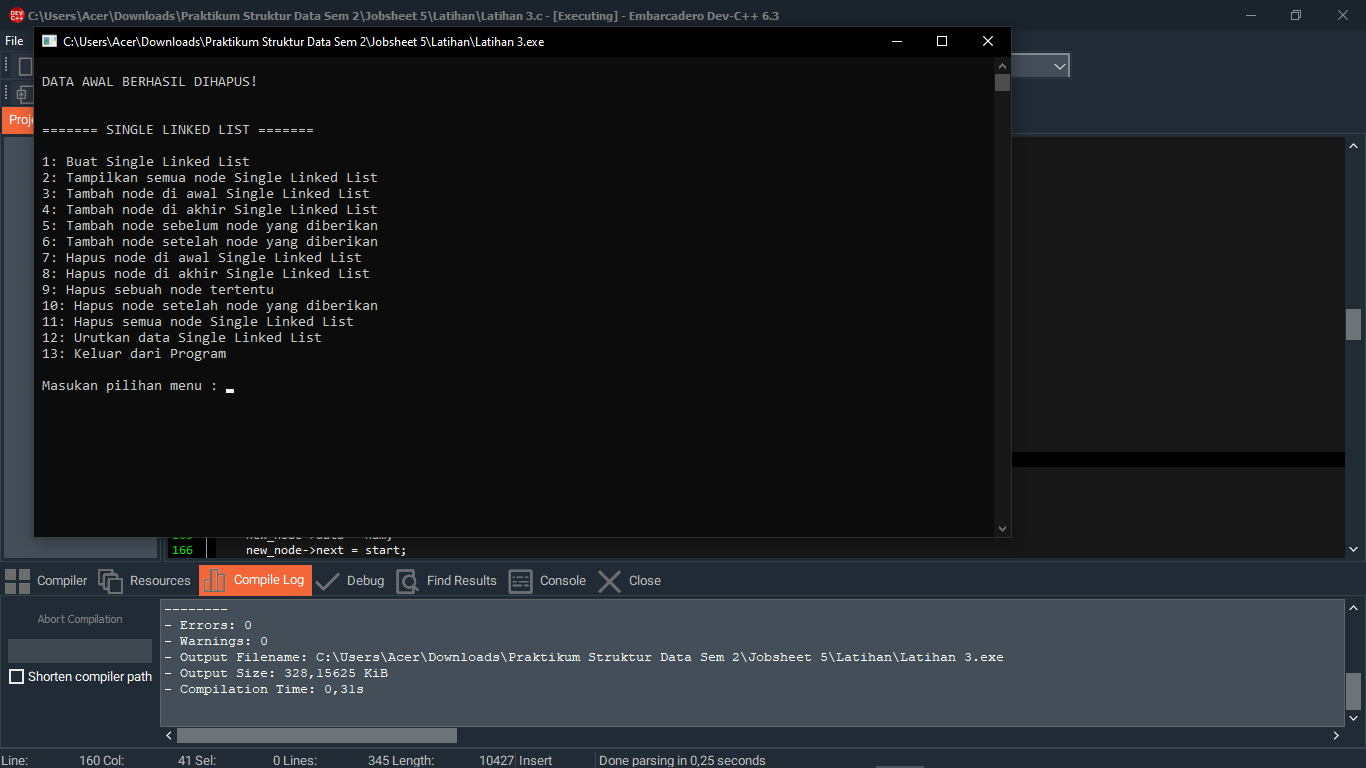 C:\Users\Acer\Downloads\Praktikum Struktur Data Sem 2\Jobsheet 5\Latihan\Latihan 3.c - [Executing] - Embarcadero Dev-C++ 6.3
File
C:\Users\Acer\Downloads\Praktikum Struktur Data Sem 2\Jobsheet 5\Latihan\Latihan 3.exe
DATA AWAL BERHASIL DIHAPUS!
======= SINGLE LINKED LIST =======
1: Buat Single Linked List
2: Tampilkan semua node Single Linked List
3: Tambah node di awal Single Linked List
4: Tambah node di akhir Single Linked List
5: Tambah node sebelum node yang diberikan
6: Tambah node setelah node yang diberikan
7: Hapus node di awal Single Linked List
8: Hapus node di akhir Single Linked List
9: Hapus sebuah node tertentu
10: Hapus node setelah node yang diberikan
11: Hapus semua node Single Linked List
12: Urutkan data Single Linked List
13: Keluar dari Program
Masukan pilihan menu :
166 new_node->next = start;
Compiler Resources Compile Log Debug Find Results Console Close
Abort Compilation
Shorten compiler path
--------
- Errors: 0
- Warnings: 0
- Output Filename: C:\Users\Acer\Downloads\Praktikum Struktur Data Sem 2\Jobsheet 5\Latihan\Latihan 3.exe
- Output Size: 328,15625 KiB
- Compilation Time: 0,31s
Line: 160 Col: 41 Sel: 0 Lines: 345 Length: 10427 Insert Done parsing in 0,25 seconds